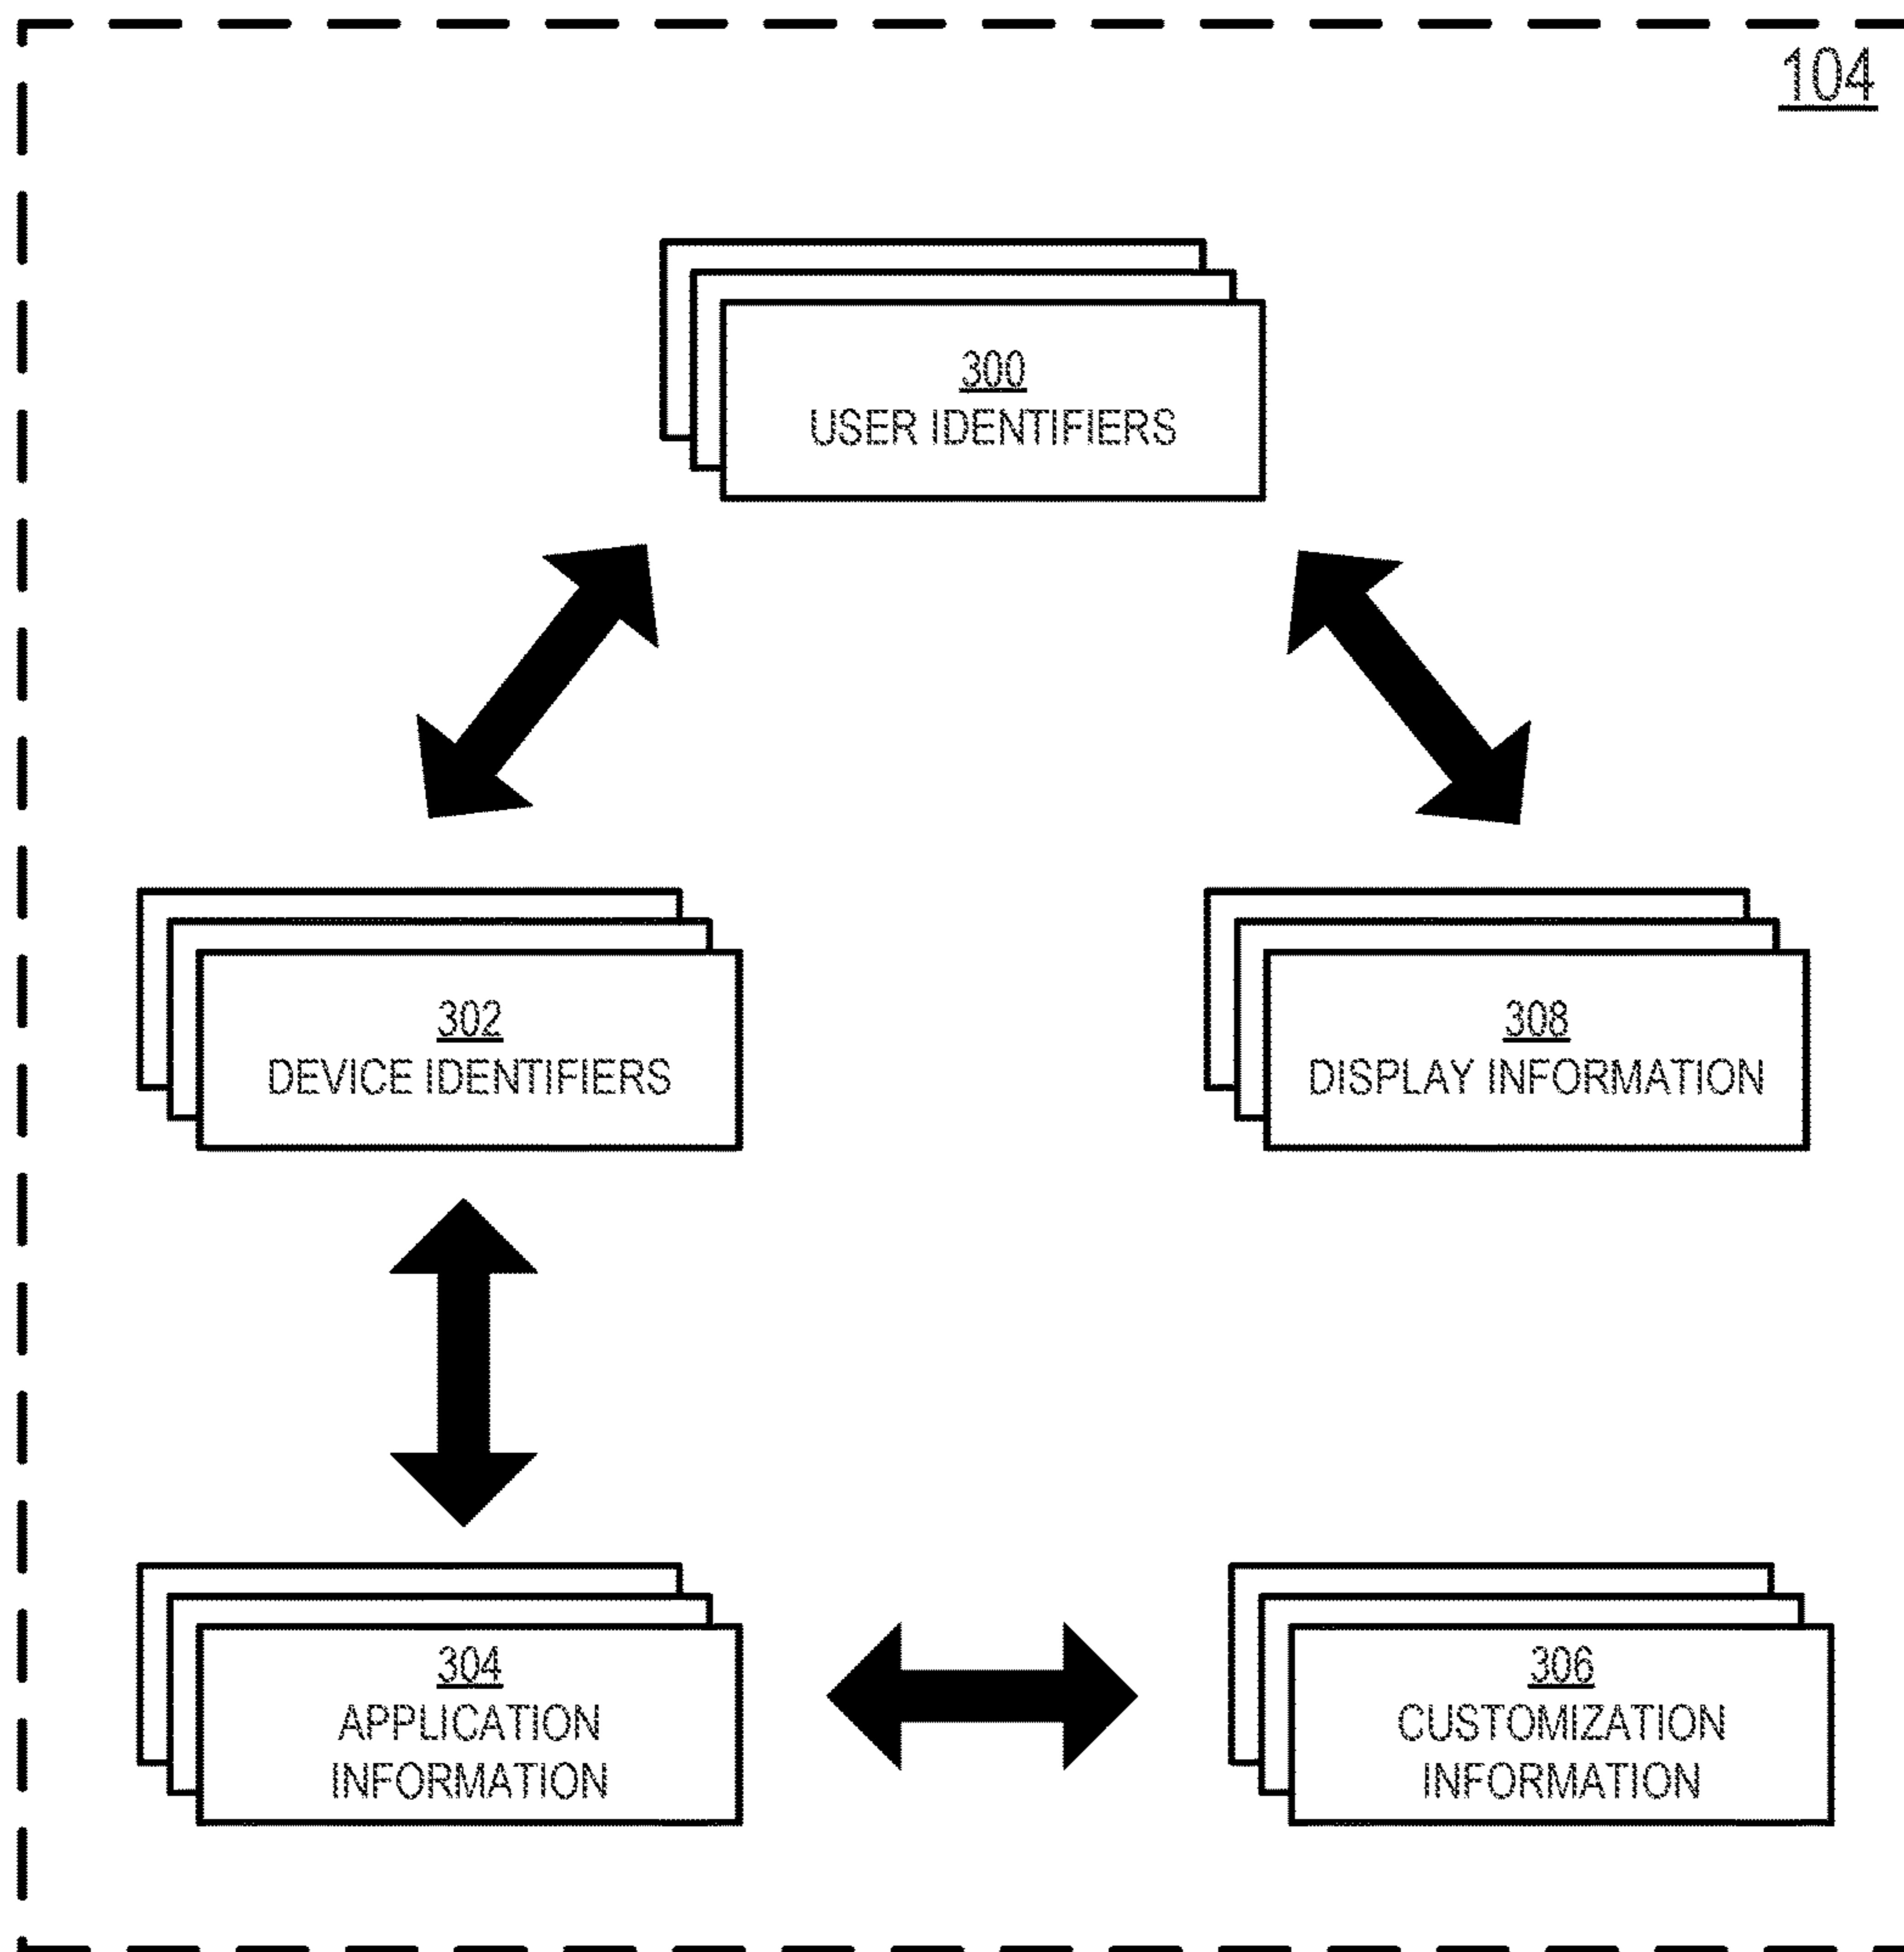 104
300
USER IDENTIFIERS
302
DEVICE IDENTIFIERS
308
DISPLAY INFORMATION
304
APPLICATION
INFORMATION
306
CUSTOMIZATION
INFORMATION